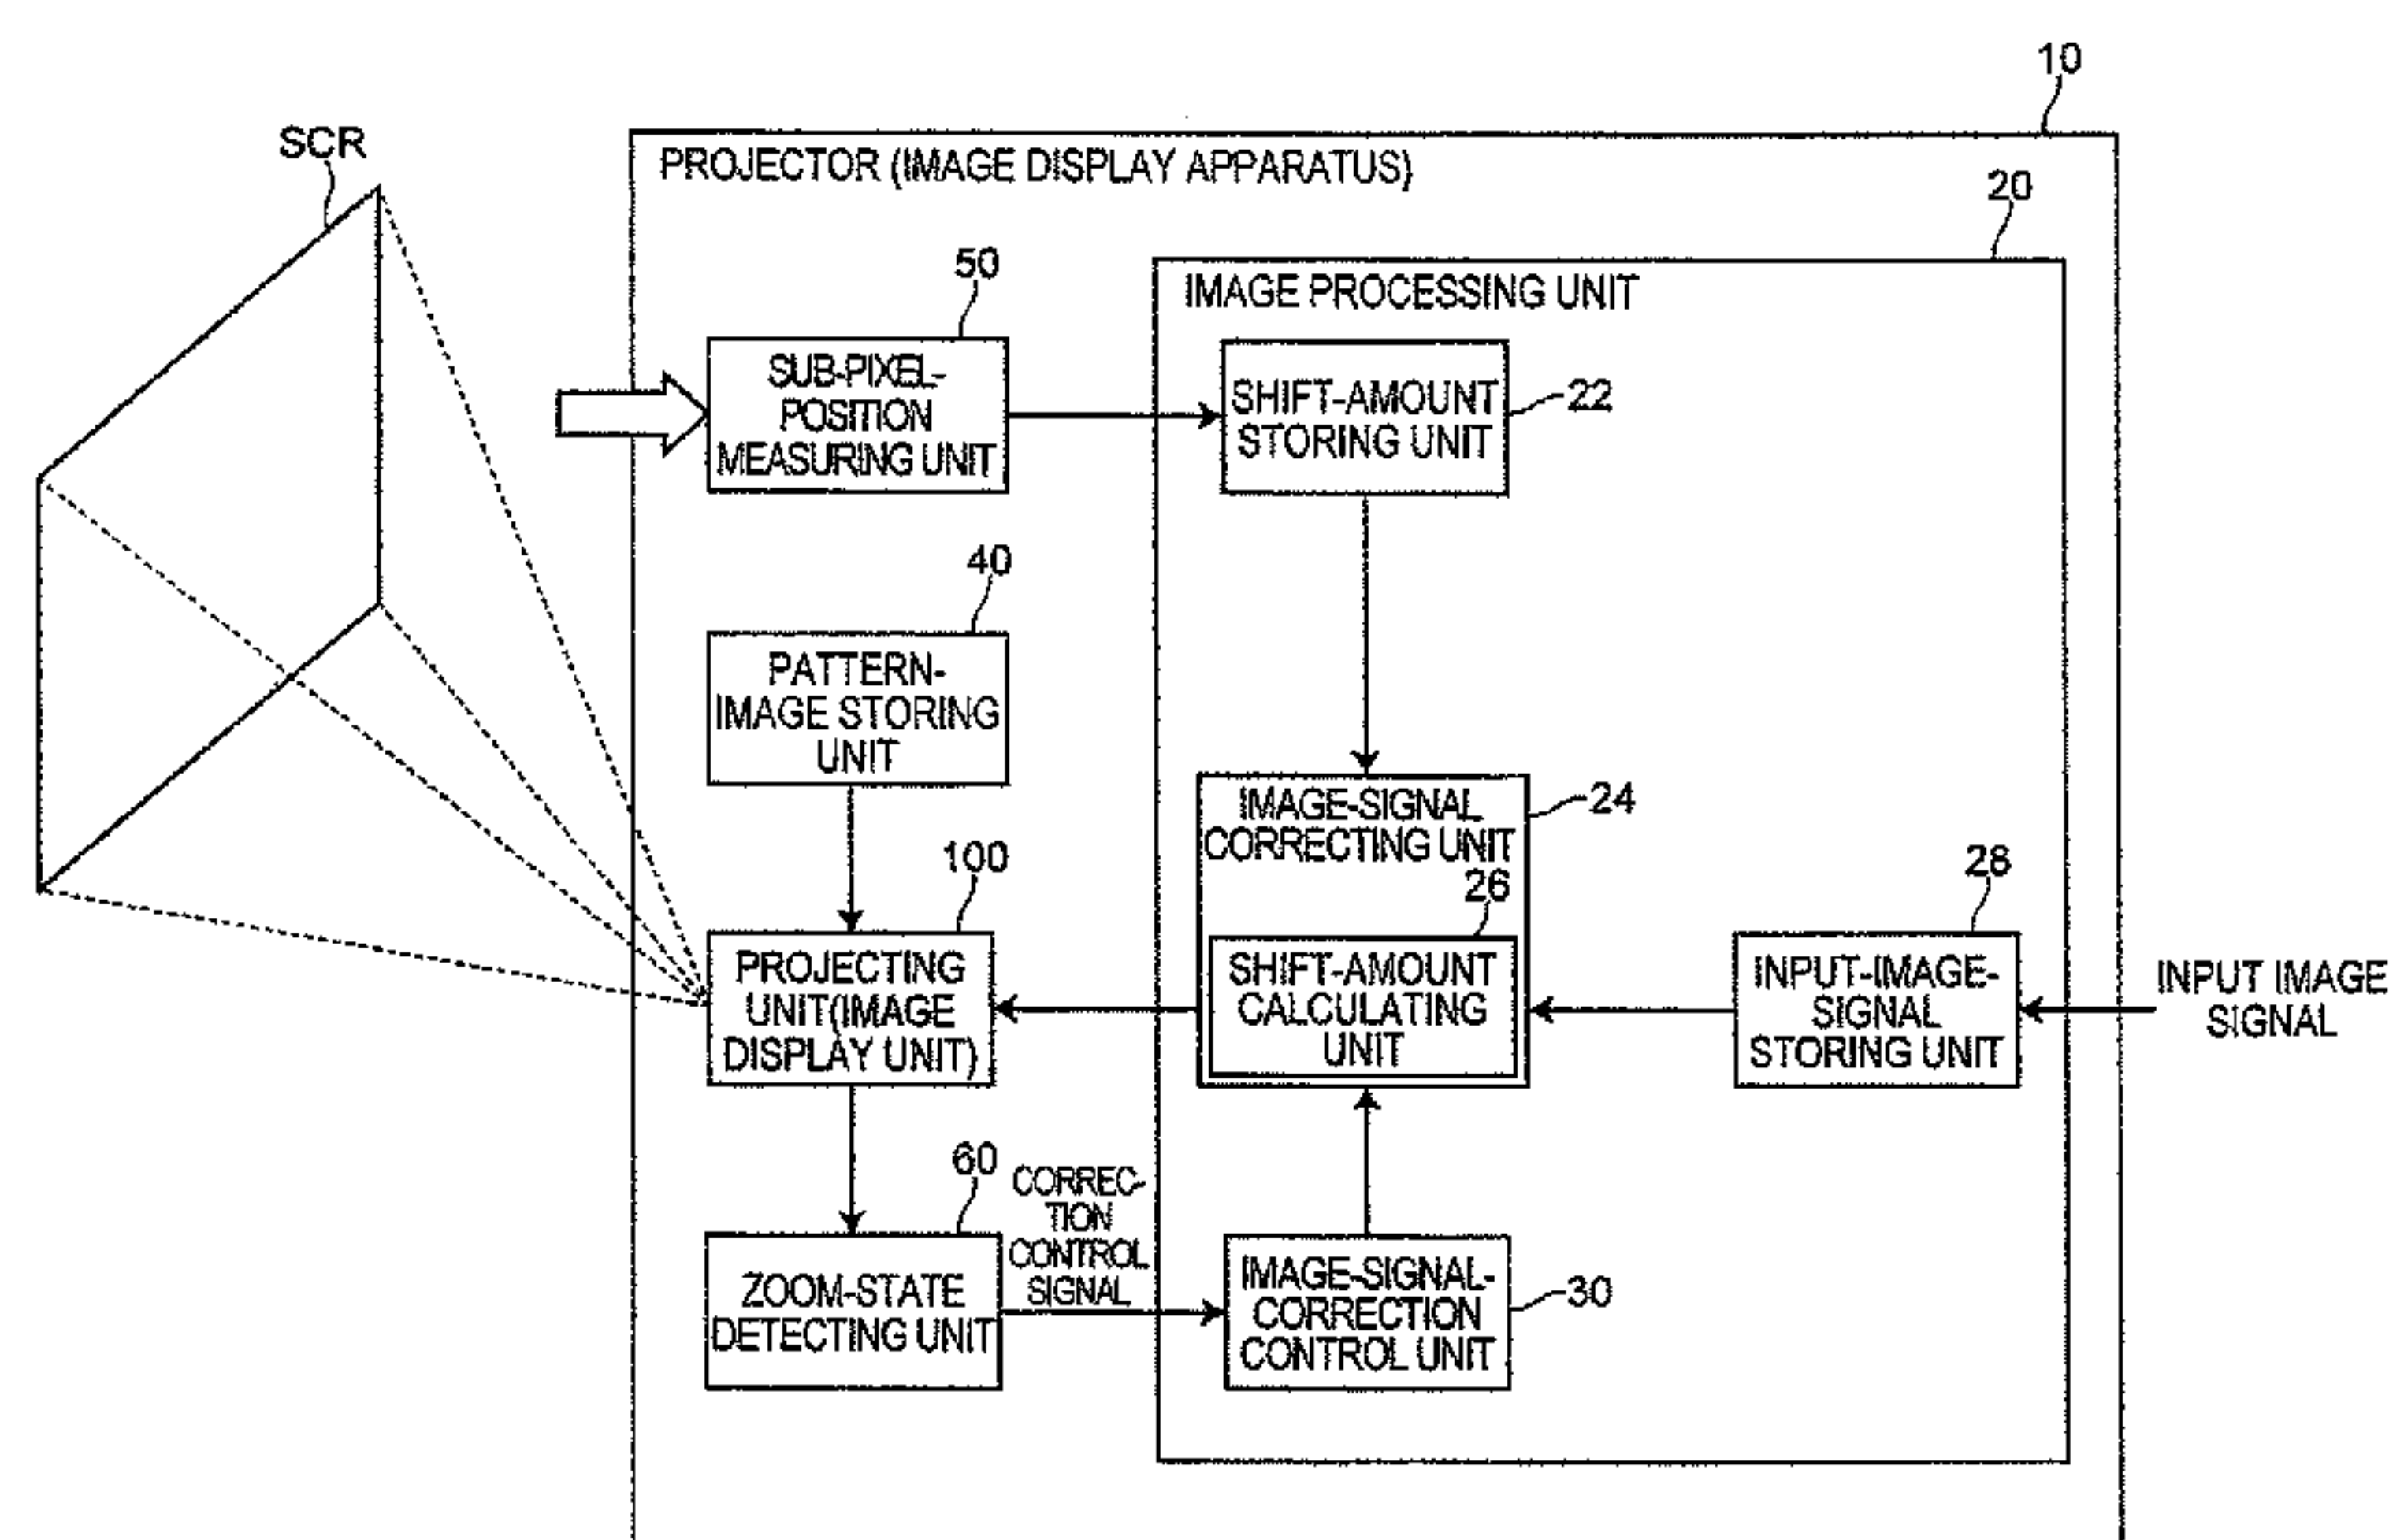 10
SCR
PROJECTOR (IMAGE DISPLAY APPARATUS)
20
50
IMAGE PROCESSING UNIT
SUB-PIXEL-
POSITION
MEASURING UNIT
SHIFT-AMOUNT
STORING UNIT
22
40
PATTERN-
IMAGE STORING
UNIT
IMAGE-SIGNAL
CORRECTING UNIT
24
100
26
28
PROJECTING
UNIT(IMAGE
DISPLAY UNIT)
SHIFT-AMOUNT
CALCULATING
UNIT
INPUT-IMAGE-
SIGNAL
STORING UNIT
INPUT IMAGE
SIGNAL
60
CORREC-
TION
CONTROL
SIGNAL
ZOOM-STATE
DETECTING UNIT
IMAGE-SIGNAL-
CORRECTION
CONTROL UNIT
30